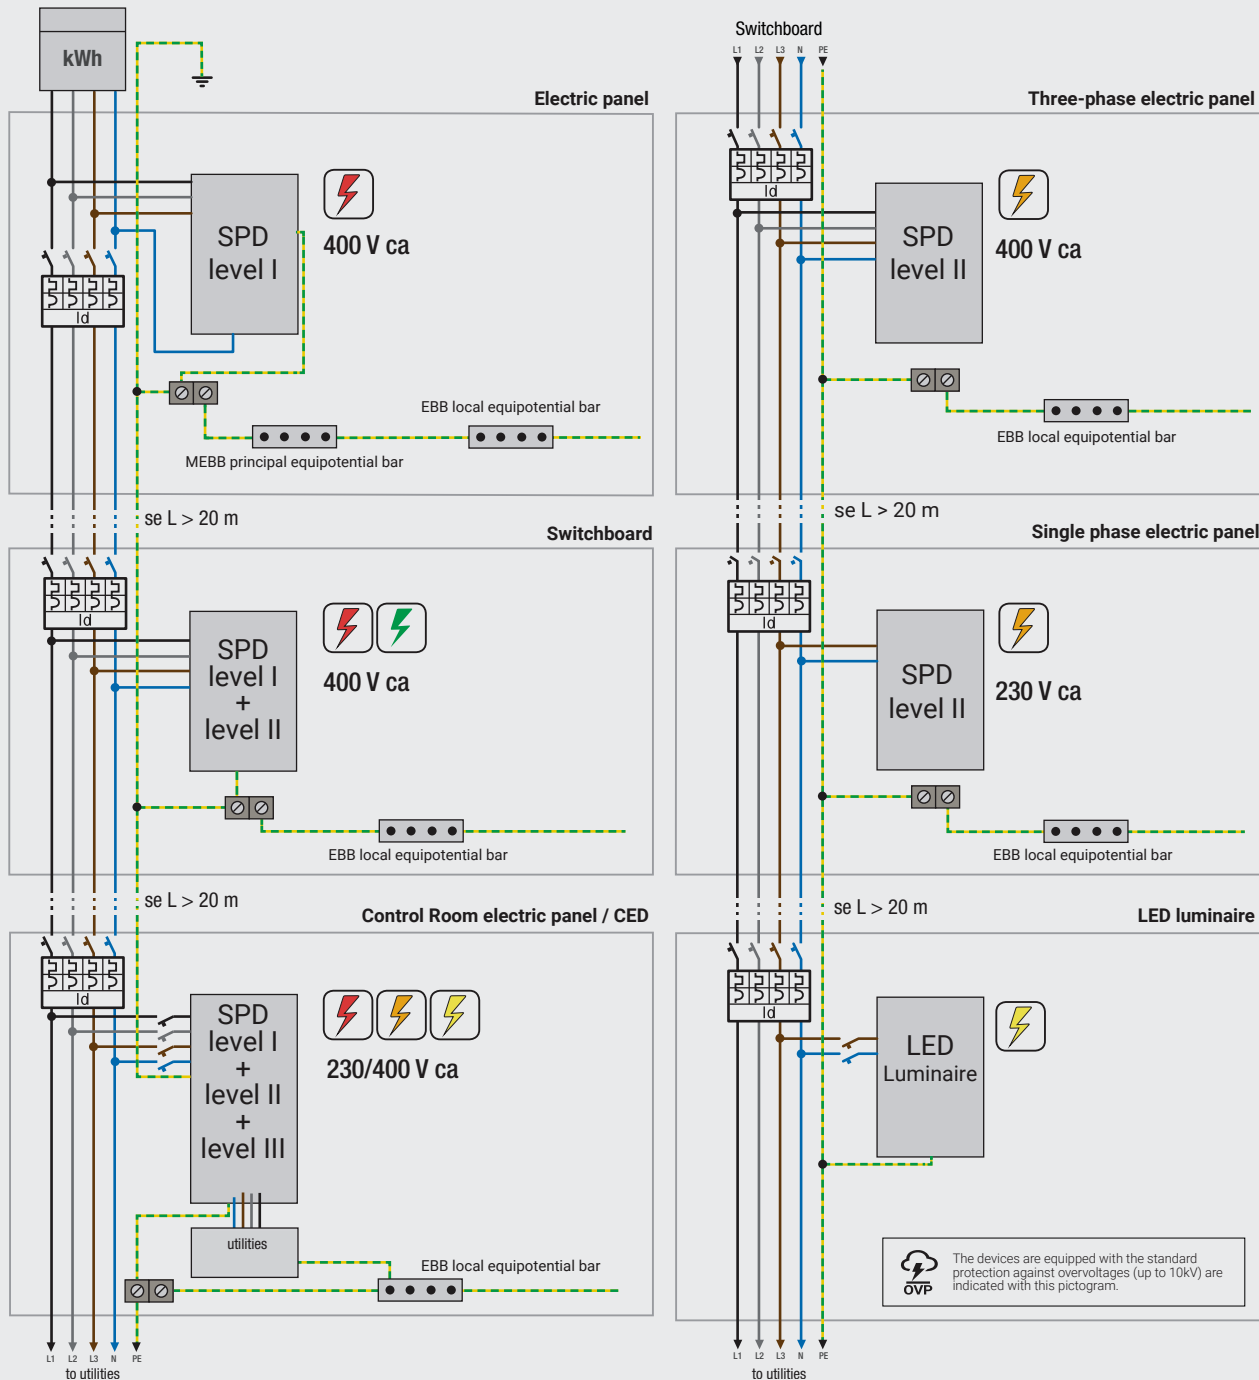 kWh
Electric panel
SPD
level I
400 V ca
Id
EBB local equipotential bar
MEBB principal equipotential bar
se L > 20 m
Switchboard
Id
SPD
level I
+
level II
400 V ca
EBB local equipotential bar
se L > 20 m
Control Room electric panel / CED
Id
SPD
level I
+
level II
+
level III
230/400 V ca
utilities
EBB local equipotential bar
L1 L2 L3 N PE
to utilities
Switchboard
L1 L2 L3 N PE
Three-phase electric panel
Id
SPD
level II
400 V ca
EBB local equipotential bar
se L > 20 m
Single phase electric panel
Id
SPD
level II
230 V ca
EBB local equipotential bar
se L > 20 m
LED luminaire
Id
LED
Luminaire
OVP
The devices are equipped with the standard
protection against overvoltages (up to 10kV) are
indicated with this pictogram.
L1 L2 L3 N PE
to utilities